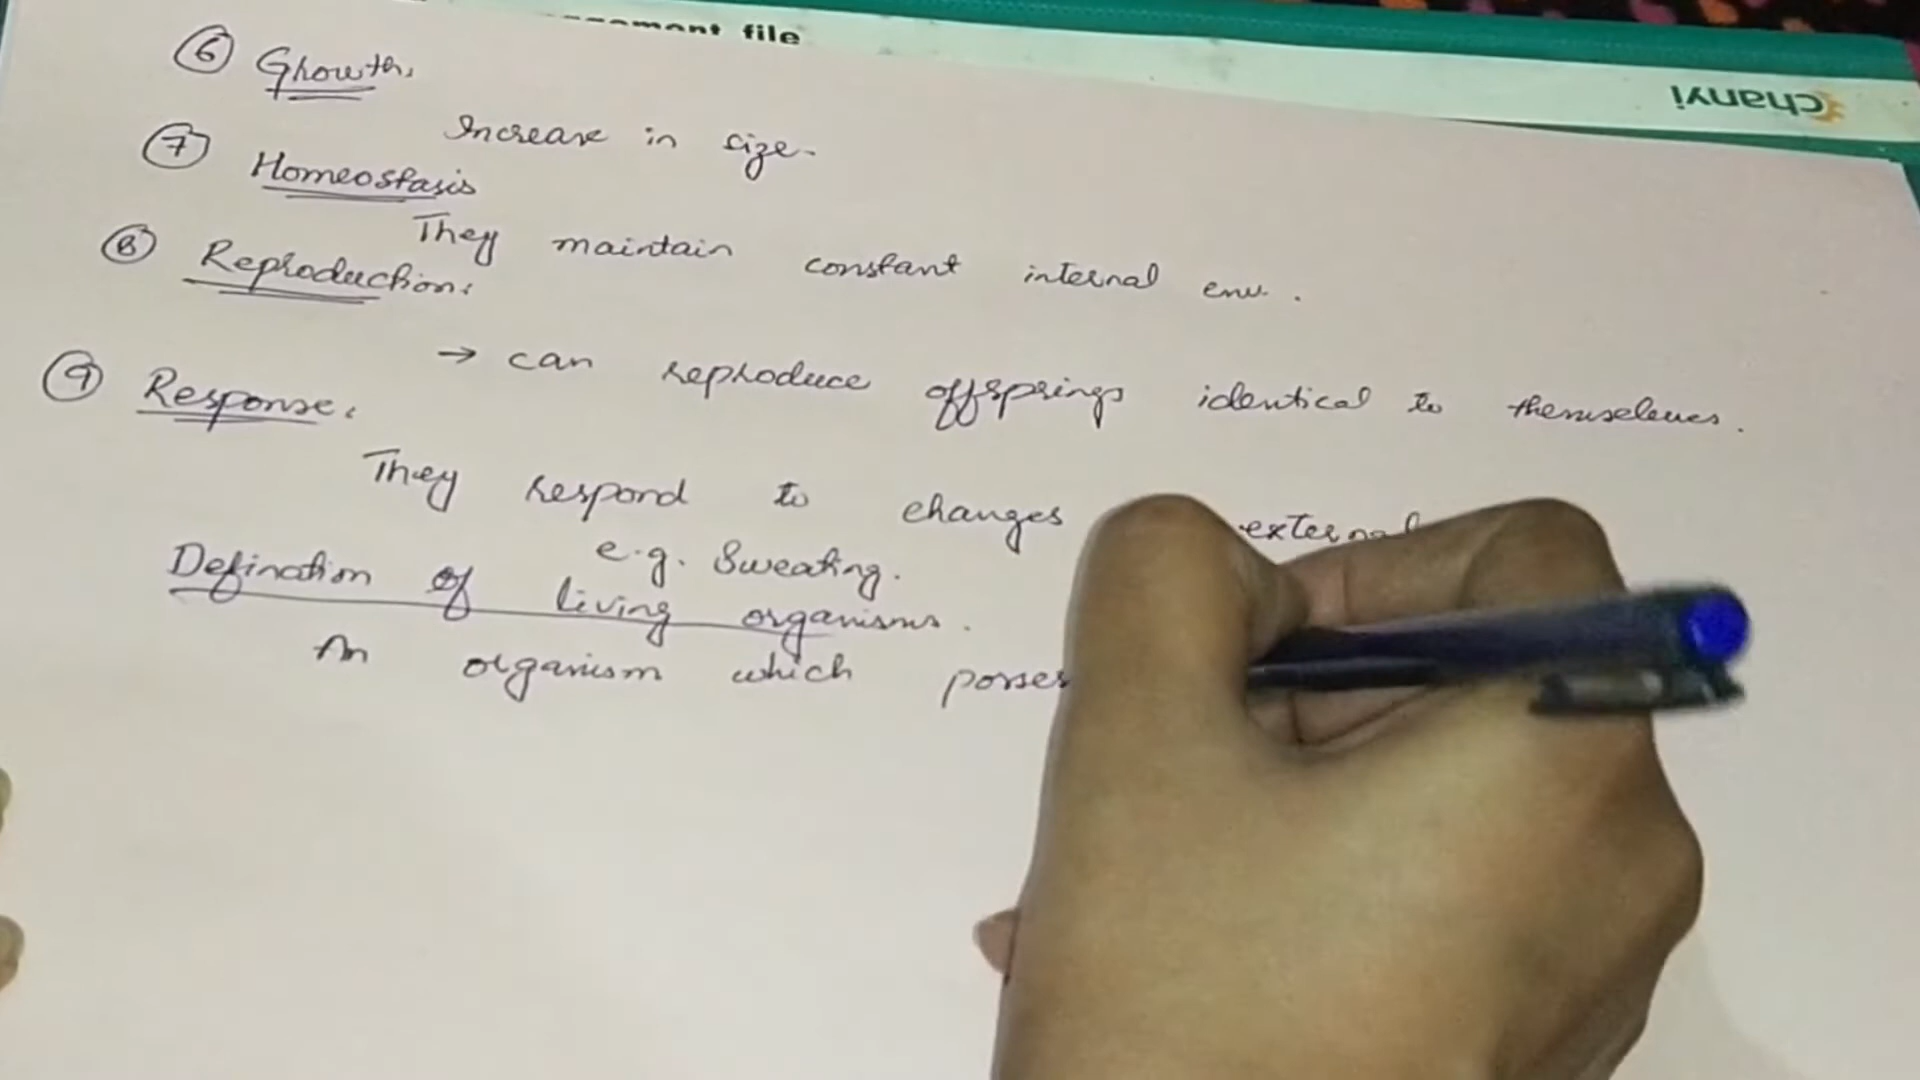 file
chanyi
⑥ Growth.
Increase in size.
⑦ Homeostasis
They maintain constant internal env.
⑧ Reproduction:
→ can reproduce offsprings identical to themselves.
⑨ Response.
They respond to changes external
e.g. Sweating.
Defination of living organisms.
An organism which posses